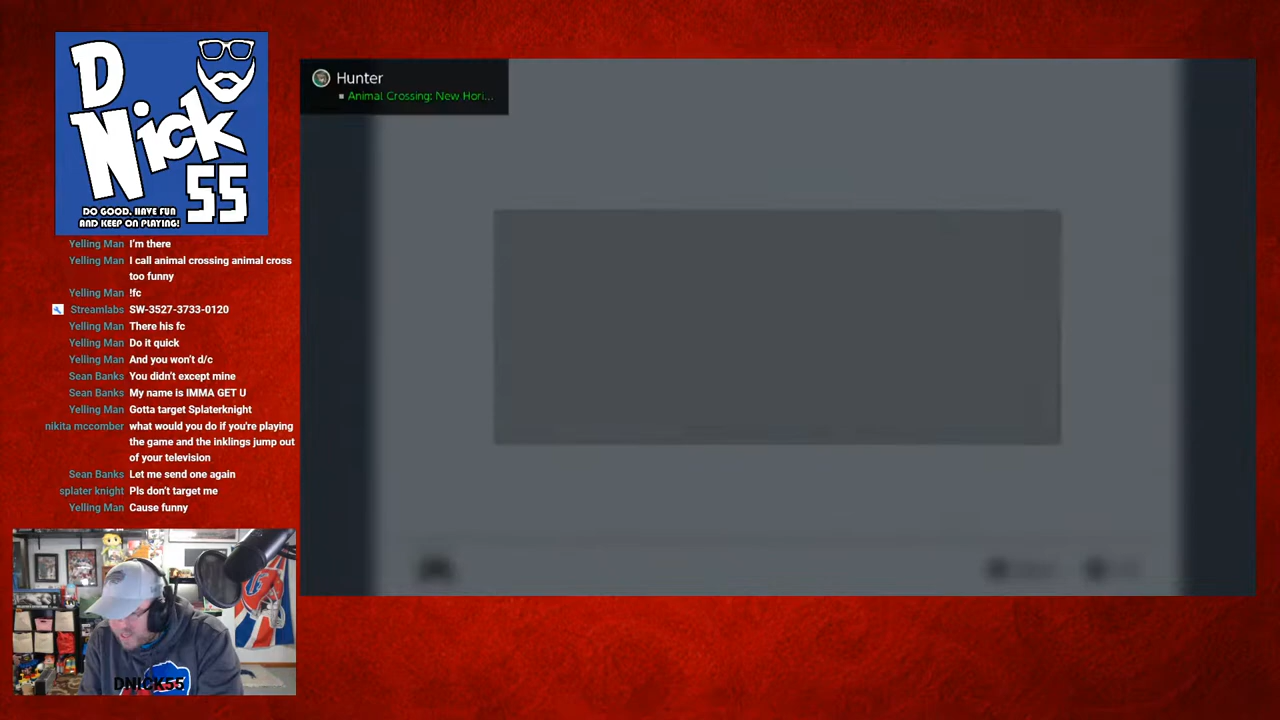 D
Nick
55
DO GOOD, HAVE FUN
AND KEEP ON PLAYING!
Yelling Man I'm there
Yelling Man I call animal crossing animal cross
too funny
Yelling Man !fc
Streamlabs SW-3527-3733-0120
Yelling Man There his fc
Yelling Man Do it quick
Yelling Man And you won't d/c
Sean Banks You didn't except mine
Sean Banks My name is IMMA GET U
Yelling Man Gotta target Splaterknight
nikita mccomber what would you do if you're playing
the game and the inklings jump out
of your television
Sean Banks Let me send one again
splater knight Pls don't target me
Yelling Man Cause funny
DNICK55
Hunter
Animal Crossing: New Hori...